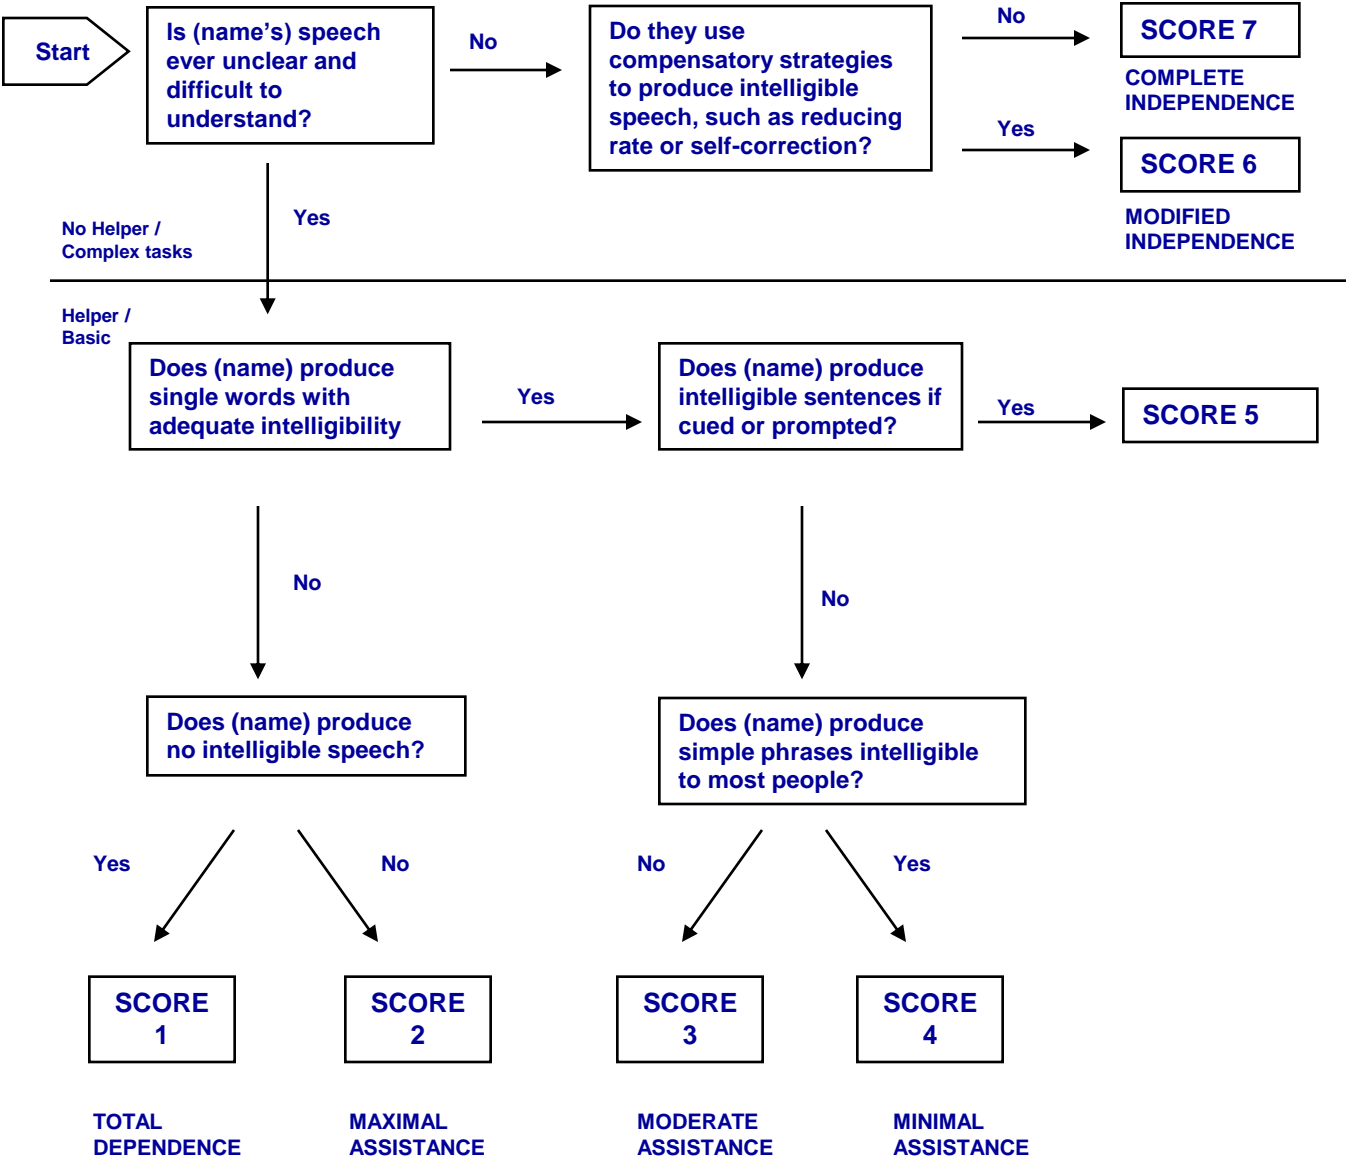 Start
Is (name's) speech
ever unclear and
difficult to
understand?
No
Do they use
compensatory strategies
to produce intelligible
speech, such as reducing
rate or self-correction?
No
SCORE 7
COMPLETE
INDEPENDENCE
Yes
SCORE 6
MODIFIED
INDEPENDENCE
Yes
No Helper /
Complex tasks
Helper /
Basic
Does (name) produce
single words with
adequate intelligibility
Yes
Does (name) produce
intelligible sentences if
cued or prompted?
Yes
SCORE 5
No
No
Does (name) produce
no intelligible speech?
Does (name) produce
simple phrases intelligible
to most people?
Yes
No
No
Yes
SCORE
1
SCORE
2
SCORE
3
SCORE
4
TOTAL
DEPENDENCE
MAXIMAL
ASSISTANCE
MODERATE
ASSISTANCE
MINIMAL
ASSISTANCE